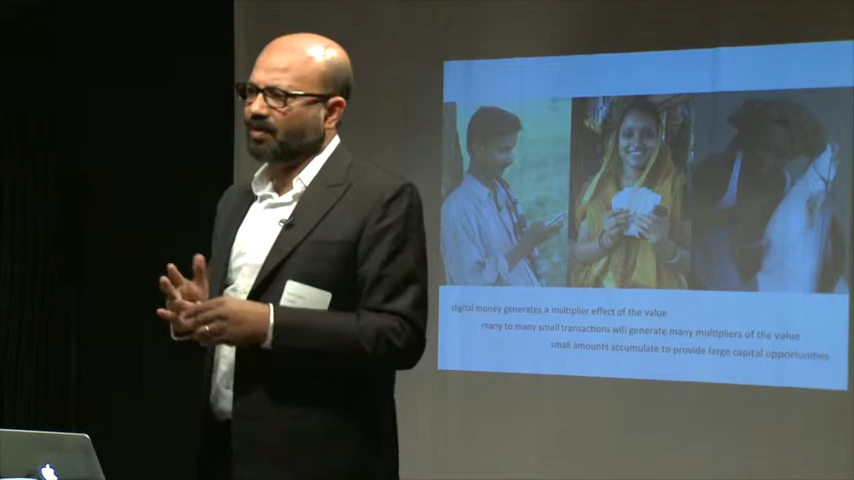 digital money generates a multiplier effect of the value
many to many small transactions will generate many multipliers of the value
small amounts accumulate to provide large capital opportunities